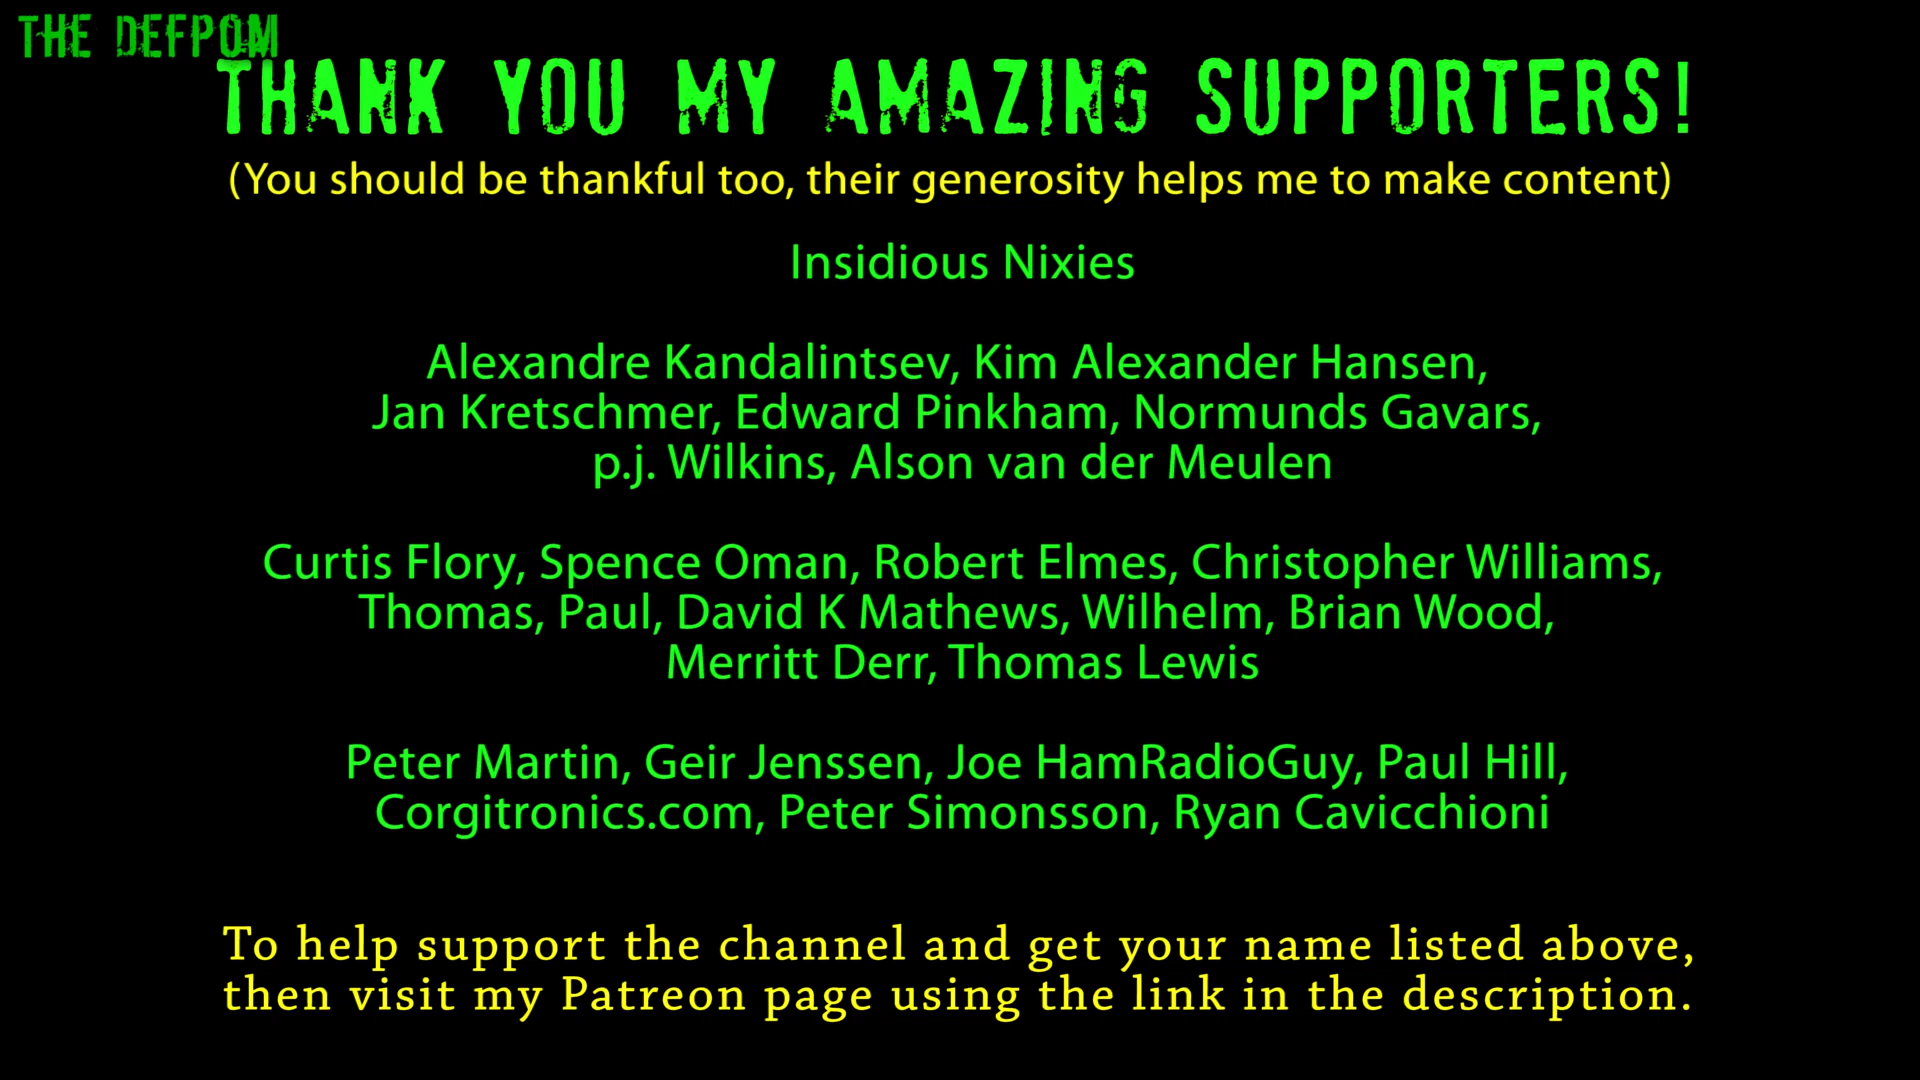 THE DEFPOM
THANK YOU MY AMAZING SUPPORTERS!
(You should be thankful too, their generosity helps me to make content)
Insidious Nixies
Alexandre Kandalintsev, Kim Alexander Hansen,
Jan Kretschmer, Edward Pinkham, Normunds Gavars,
p.j. Wilkins, Alson van der Meulen
Curtis Flory, Spence Oman, Robert Elmes, Christopher Williams,
Thomas, Paul, David K Mathews, Wilhelm, Brian Wood,
Merritt Derr, Thomas Lewis
Peter Martin, Geir Jenssen, Joe HamRadioGuy, Paul Hill,
Corgitronics.com, Peter Simonsson, Ryan Cavicchioni
To help support the channel and get your name listed above,
then visit my Patreon page using the link in the description.